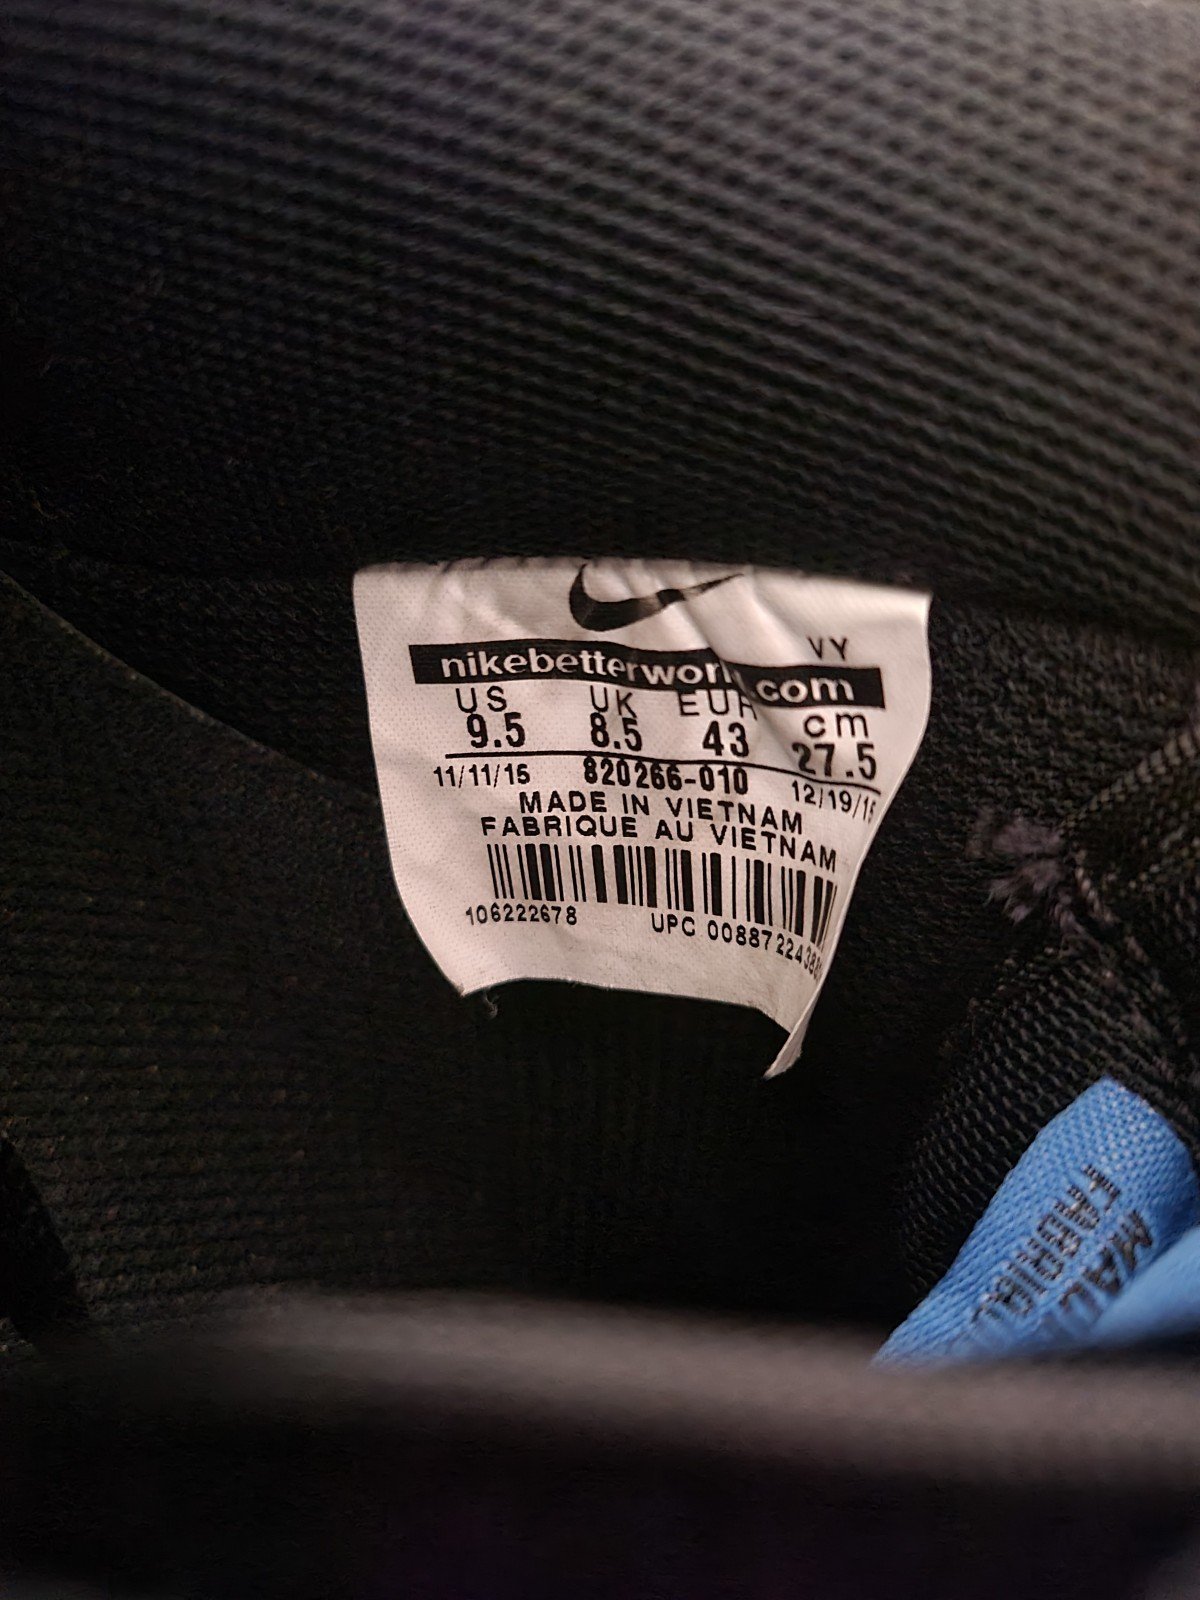 VY
nikebetterworld.com
US UK EUR cm
9.5 8.5 43 27.5
11/11/15 820266-010 12/19/15
MADE IN VIETNAM
FABRIQUE AU VIETNAM
106222678 UPC 0088722438